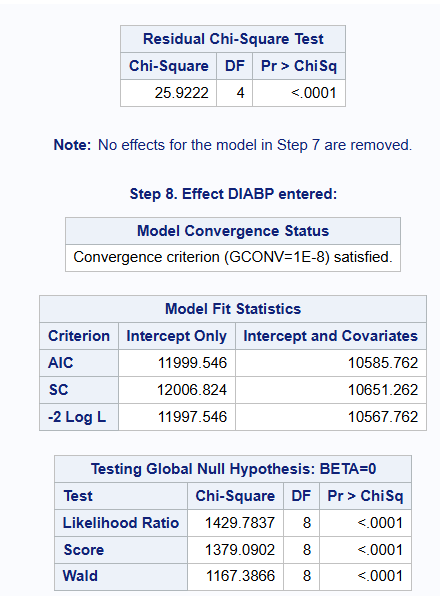 Residual Chi-Square Test
Chi-Square DF Pr > ChiSq
25.9222 4 <.0001
Note: No effects for the model in Step 7 are removed.
Step 8. Effect DIABP entered:
Model Convergence Status
Convergence criterion (GCONV=1E-8) satisfied.
Model Fit Statistics
Criterion Intercept Only Intercept and Covariates
AIC 11999.546 10585.762
SC 12006.824 10651.262
-2 Log L 11997.546 10567.762
Testing Global Null Hypothesis: BETA=0
Test Chi-Square DF Pr > ChiSq
Likelihood Ratio 1429.7837 8 <.0001
Score 1379.0902 8 <.0001
Wald 1167.3866 8 <.0001